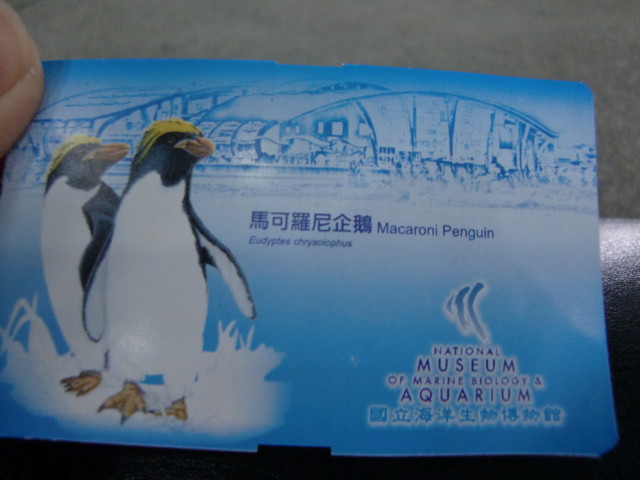 馬可羅尼企鵝 Macaroni Penguin
Eudyptes chrysolophus
NATIONAL
MUSEUM
OF MARINE BIOLOGY &
AQUARIUM
國立海洋生物博物館